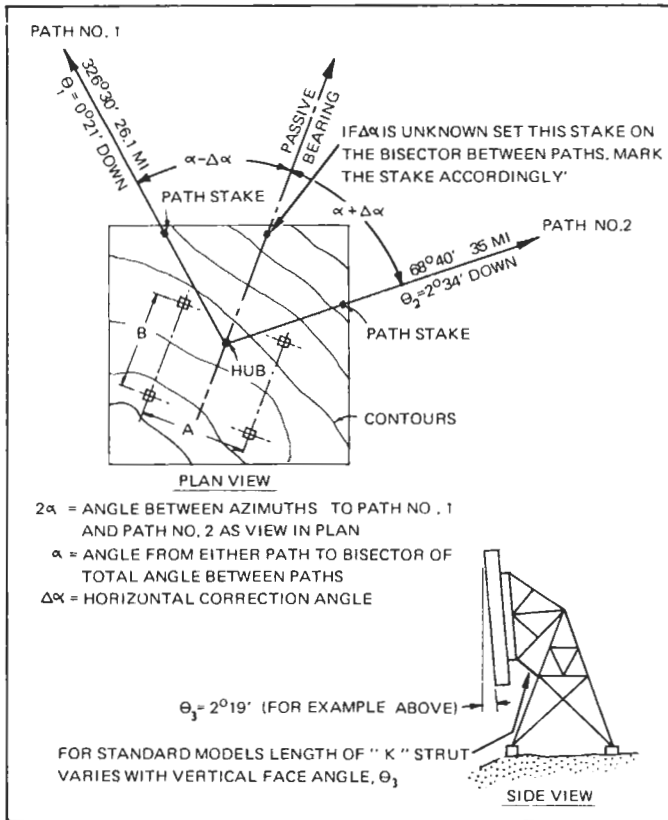 PATH NO. 1
326°30' 26.1 MI
θ1 = 0°21' DOWN
PASSIVE
BEARING
α-Δα
IF Δα IS UNKNOWN SET THIS STAKE ON
THE BISECTOR BETWEEN PATHS. MARK
THE STAKE ACCORDINGLY'
PATH STAKE
α+Δα
PATH NO.2
68°40' 35 MI
θ2=2°34' DOWN
PATH STAKE
B
HUB
A
CONTOURS
PLAN VIEW
2α = ANGLE BETWEEN AZIMUTHS TO PATH NO. 1
AND PATH NO. 2 AS VIEW IN PLAN
α = ANGLE FROM EITHER PATH TO BISECTOR OF
TOTAL ANGLE BETWEEN PATHS
Δα = HORIZONTAL CORRECTION ANGLE
θ3= 2°19' (FOR EXAMPLE ABOVE)
FOR STANDARD MODELS LENGTH OF "K" STRUT
VARIES WITH VERTICAL FACE ANGLE, θ3
SIDE VIEW